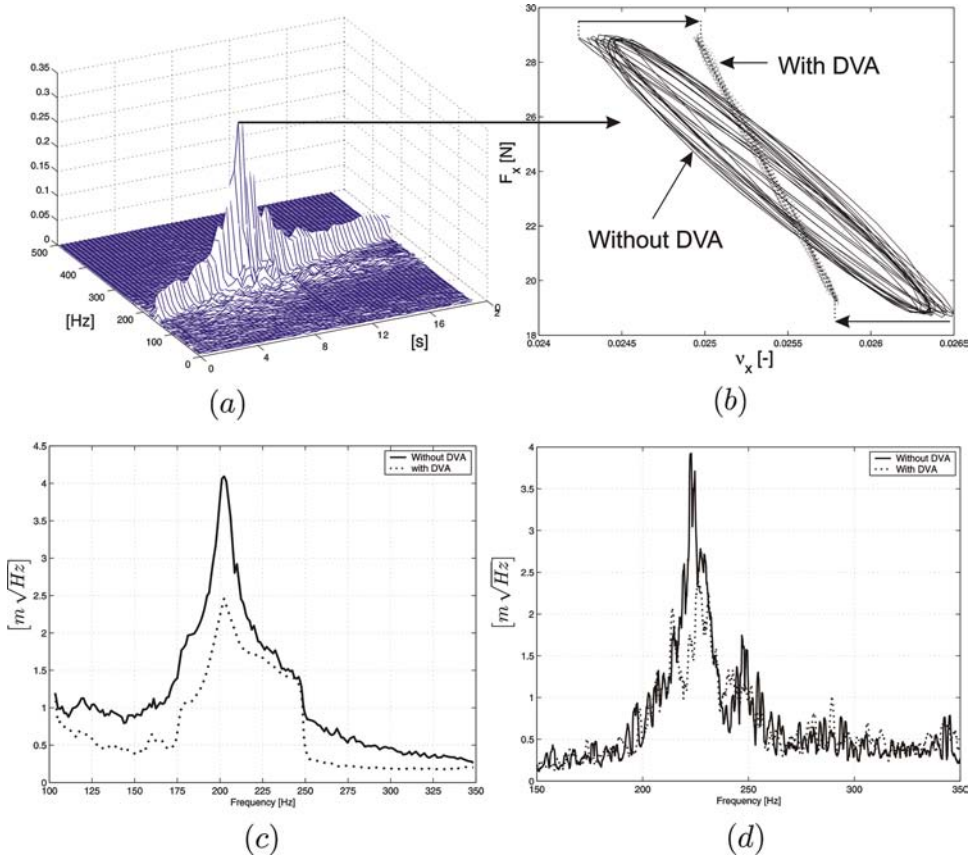 0.35
0.3
0.25
0.2
0.15
0.1
0.05
0
500
400
300
200
100
0
[Hz]
0
4
8
12
16
2
0
[s]
(a)
30
28
26
24
22
20
18
F_x [N]
With DVA
Without DVA
0.024
0.0245
0.025
0.0255
0.026
0.0265
ν_x [-]
(b)
4.5
4
3.5
3
2.5
2
1.5
1
0.5
0
[m √Hz]
Without DVA
with DVA
100 125 150 175 200 225 250 275 300 325 350
Frequency [Hz]
(c)
4
3.5
3
2.5
2
1.5
1
0.5
0
[m √Hz]
Without DVA
With DVA
150 200 250 300 350
Frequency [Hz]
(d)